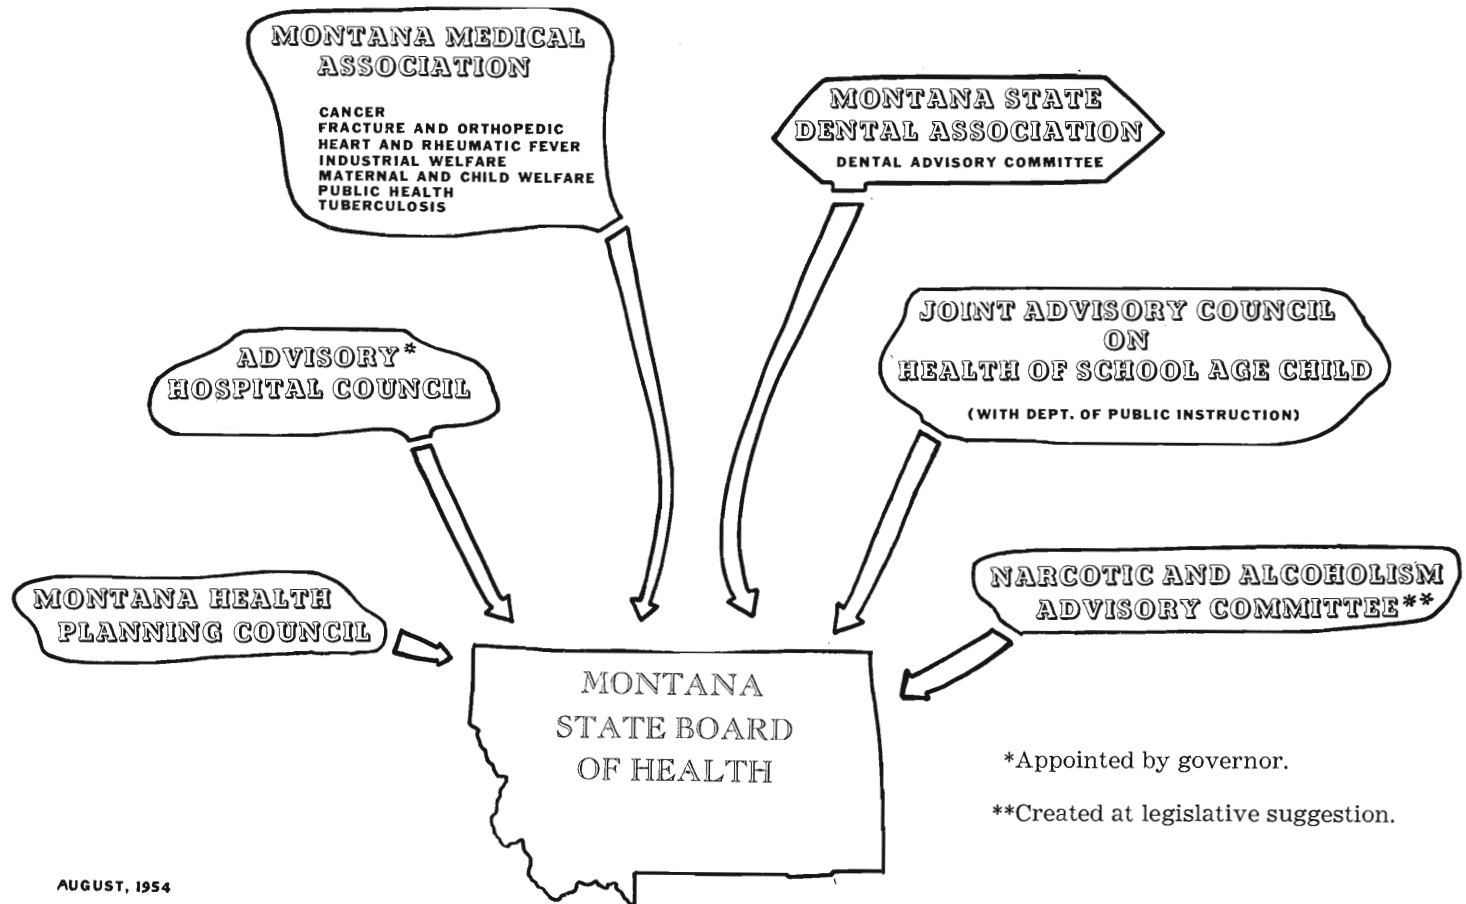 MONTANA MEDICAL
ASSOCIATION
CANCER
FRACTURE AND ORTHOPEDIC
HEART AND RHEUMATIC FEVER
INDUSTRIAL WELFARE
MATERNAL AND CHILD WELFARE
PUBLIC HEALTH
TUBERCULOSIS
MONTANA STATE
DENTAL ASSOCIATION
DENTAL ADVISORY COMMITTEE
ADVISORY*
HOSPITAL COUNCIL
JOINT ADVISORY COUNCIL
ON
HEALTH OF SCHOOL AGE CHILD
(WITH DEPT. OF PUBLIC INSTRUCTION)
MONTANA HEALTH
PLANNING COUNCIL
NARCOTIC AND ALCOHOLISM
ADVISORY COMMITTEE**
MONTANA
STATE BOARD
OF HEALTH
*Appointed by governor.
**Created at legislative suggestion.
AUGUST, 1954